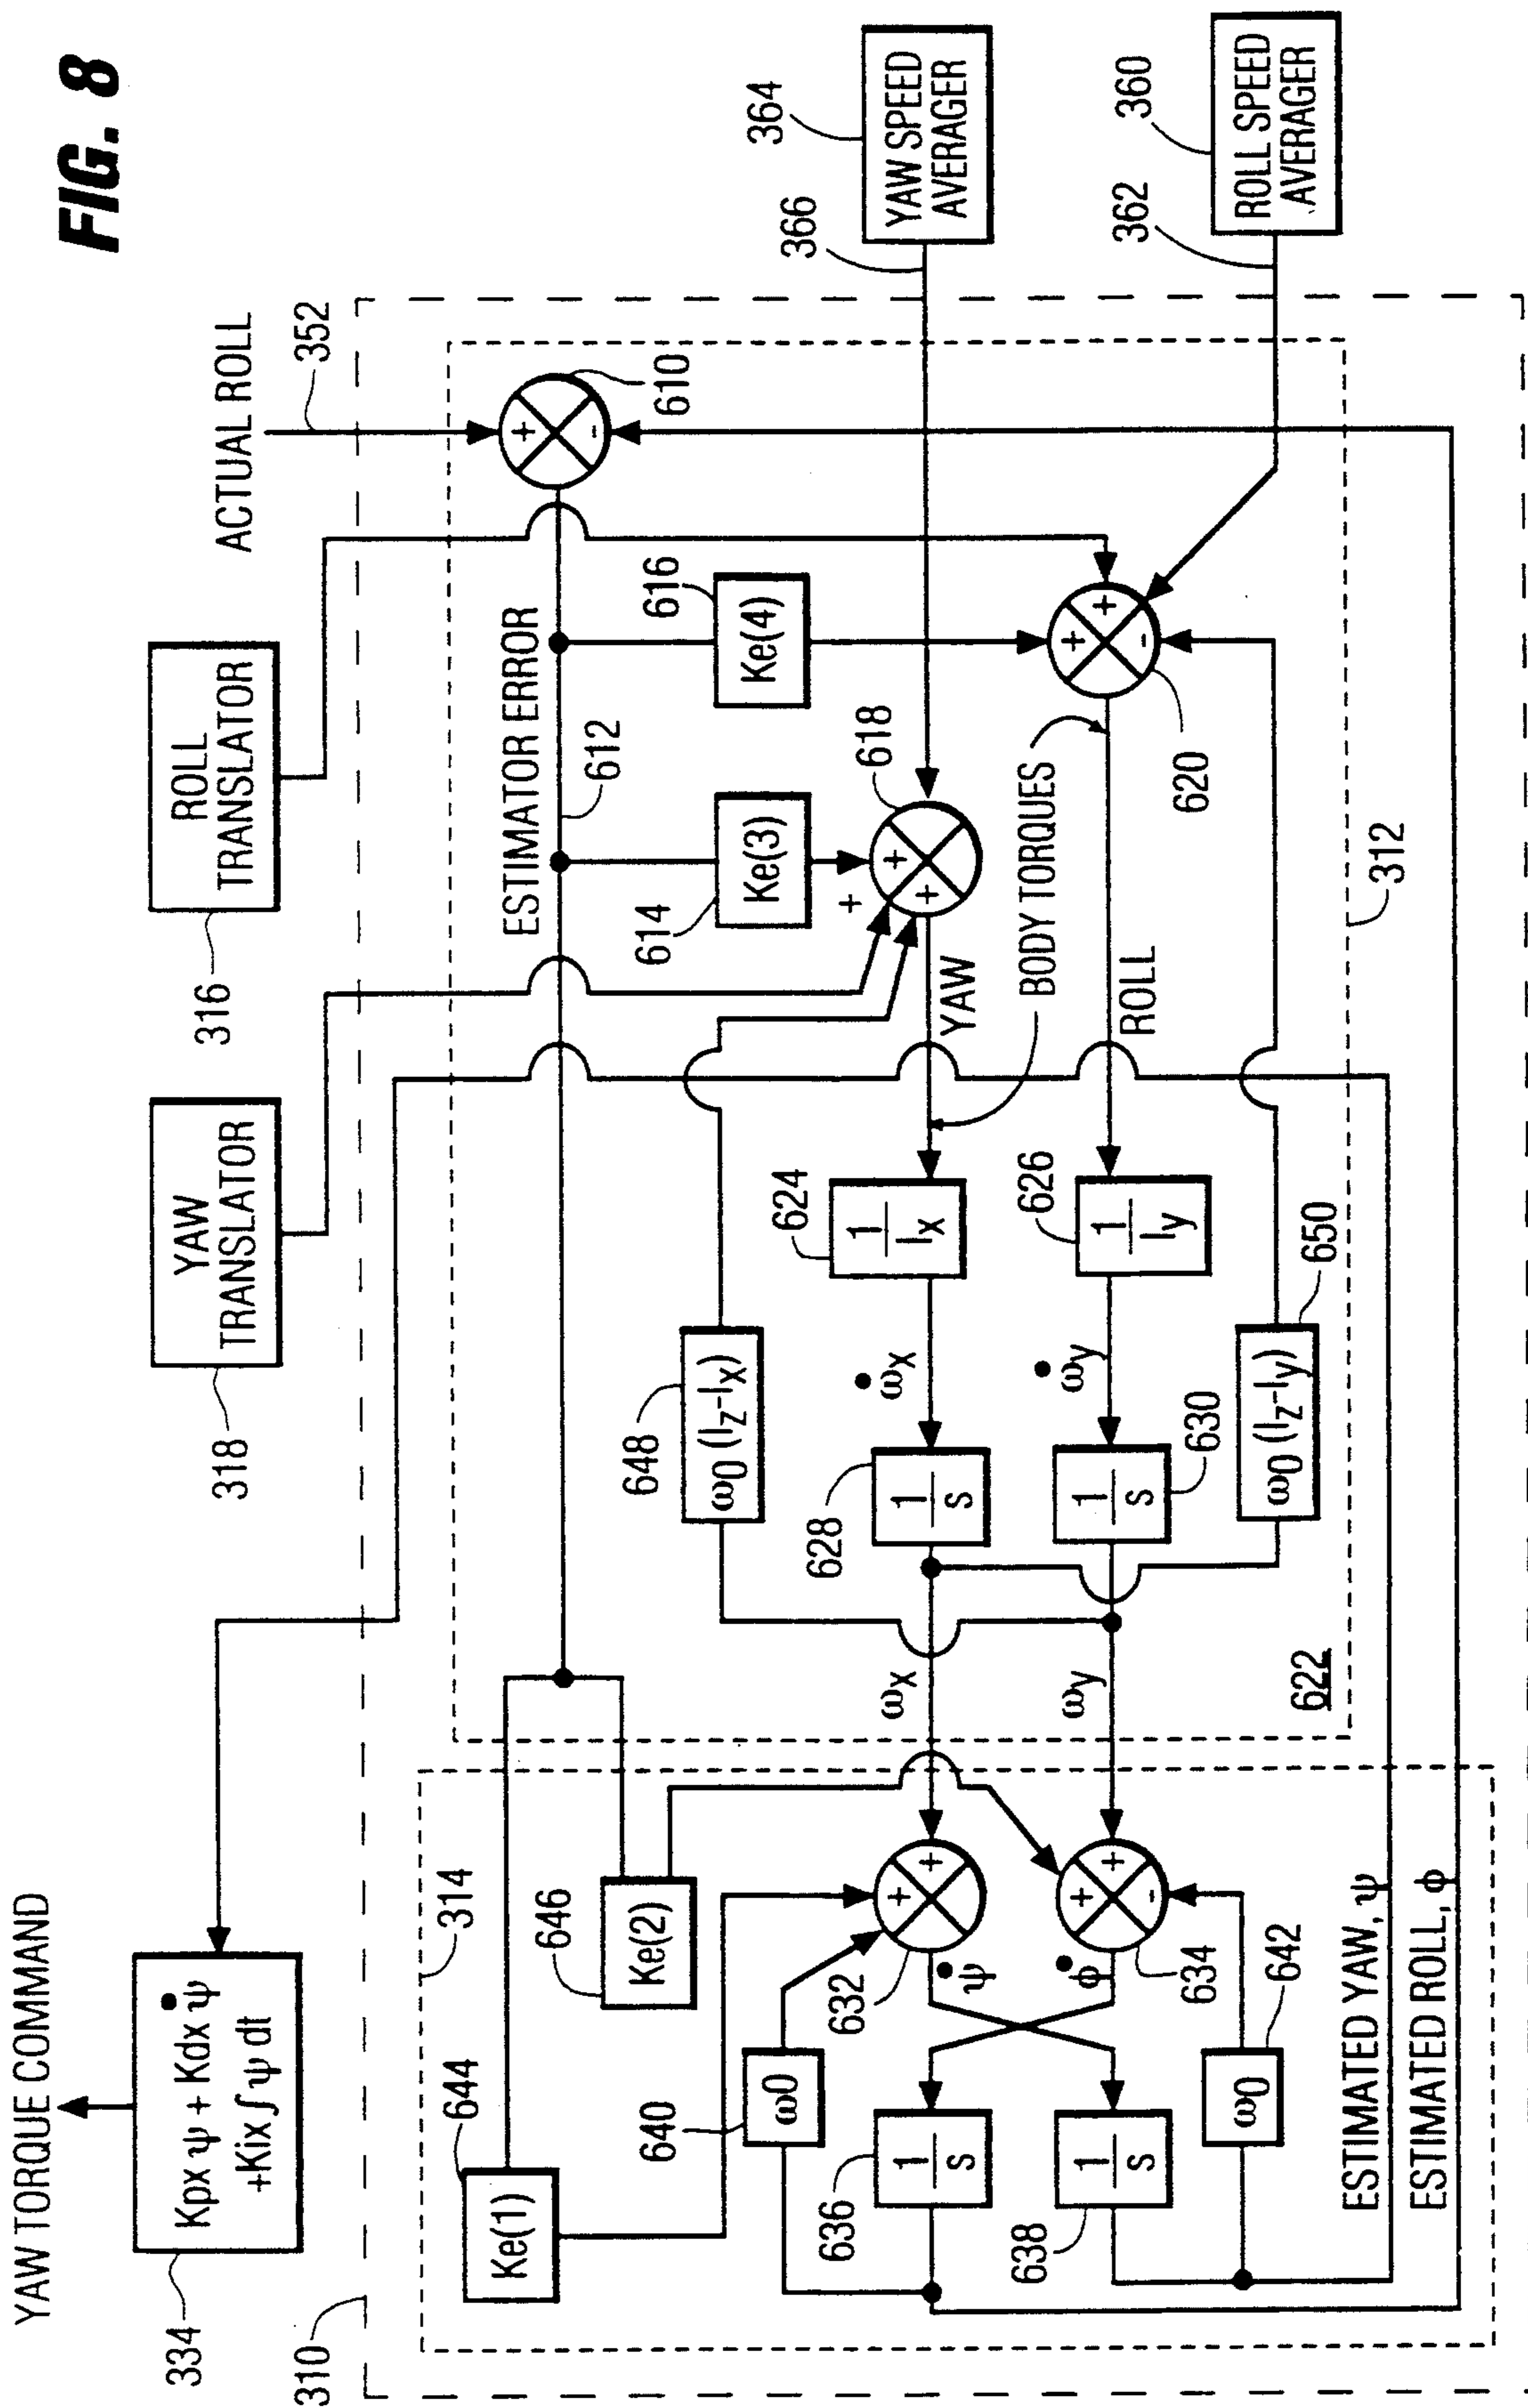 FIG. 8
YAW TORQUE COMMAND
334
Kpx ψ + Kdx ψ̇
+Kix ∫ ψ dt
310
318
YAW
TRANSLATOR
316
ROLL
TRANSLATOR
ACTUAL ROLL
352
314
644
Ke(1)
646
Ke(2)
ESTIMATOR ERROR
612
+
-
610
614
Ke(3)
616
Ke(4)
364
YAW SPEED
AVERAGER
366
360
ROLL SPEED
AVERAGER
362
648
ω0 (Iz-Ix)
+
+
+
618
640
ω0
632
+
+
ωx
628
1/s
ω̇x
624
1/Ix
YAW
BODY TORQUES
636
1/s
ψ̇
φ̇
638
1/s
634
+
+
-
ωy
630
1/s
ω̇y
626
1/Iy
ROLL
+
+
-
620
642
ω0
650
ω0 (Iz-Iy)
622
312
ESTIMATED YAW, ψ
ESTIMATED ROLL, φ